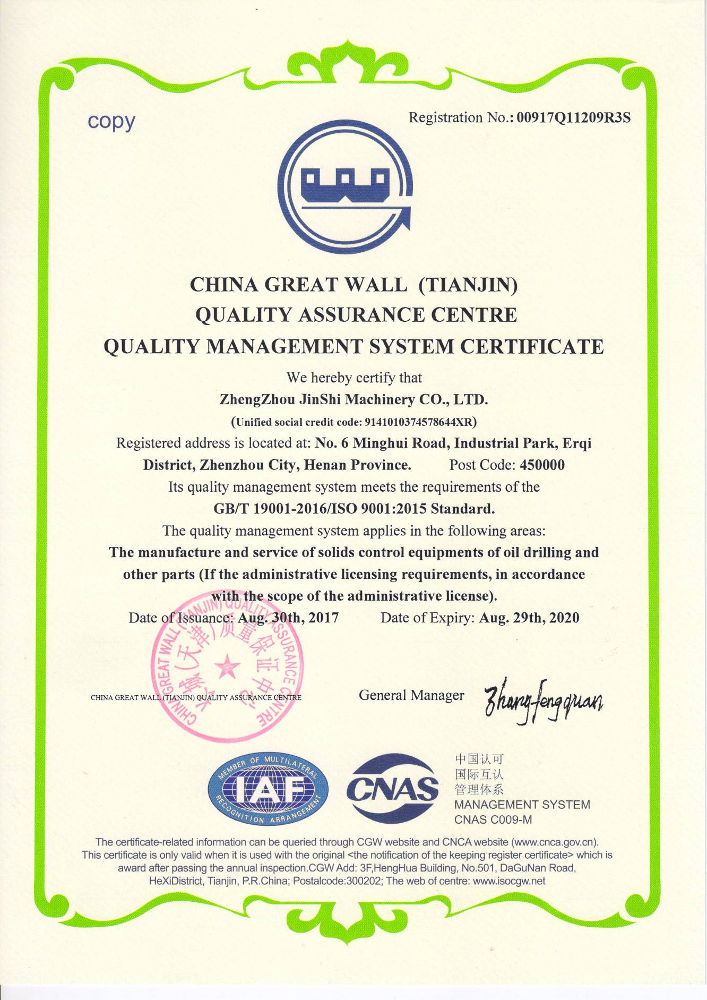 copy
Registration No.: 00917Q11209R3S
CHINA GREAT WALL (TIANJIN)
QUALITY ASSURANCE CENTRE
QUALITY MANAGEMENT SYSTEM CERTIFICATE
We hereby certify that
ZhengZhou JinShi Machinery CO., LTD.
(Unified social credit code: 9141010374578644XR)
Registered address is located at: No. 6 Minghui Road, Industrial Park, Erqi
District, Zhenzhou City, Henan Province. Post Code: 450000
Its quality management system meets the requirements of the
GB/T 19001-2016/ISO 9001:2015 Standard.
The quality management system applies in the following areas:
The manufacture and service of solids control equipments of oil drilling and
other parts (If the administrative licensing requirements, in accordance
with the scope of the administrative license).
Date of Issuance: Aug. 30th, 2017 Date of Expiry: Aug. 29th, 2020
CHINA GREAT WALL (TIANJIN) QUALITY ASSURANCE CENTRE
长城(天津)质量保证中心
CHINA GREAT WALL (TIANJIN) QUALITY ASSURANCE CENTRE
General Manager Zhangfengquan
MEMBER OF MULTILATERAL
IAF
RECOGNITION ARRANGEMENT
CNAS
中国认可
国际互认
管理体系
MANAGEMENT SYSTEM
CNAS C009-M
The certificate-related information can be queried through CGW website and CNCA website (www.cnca.gov.cn).
This certificate is only valid when it is used with the original <the notification of the keeping register certificate> which is
award after passing the annual inspection.CGW Add: 3F,HengHua Building, No.501, DaGuNan Road,
HeXiDistrict, Tianjin, P.R.China; Postalcode:300202; The web of centre: www.isocgw.net